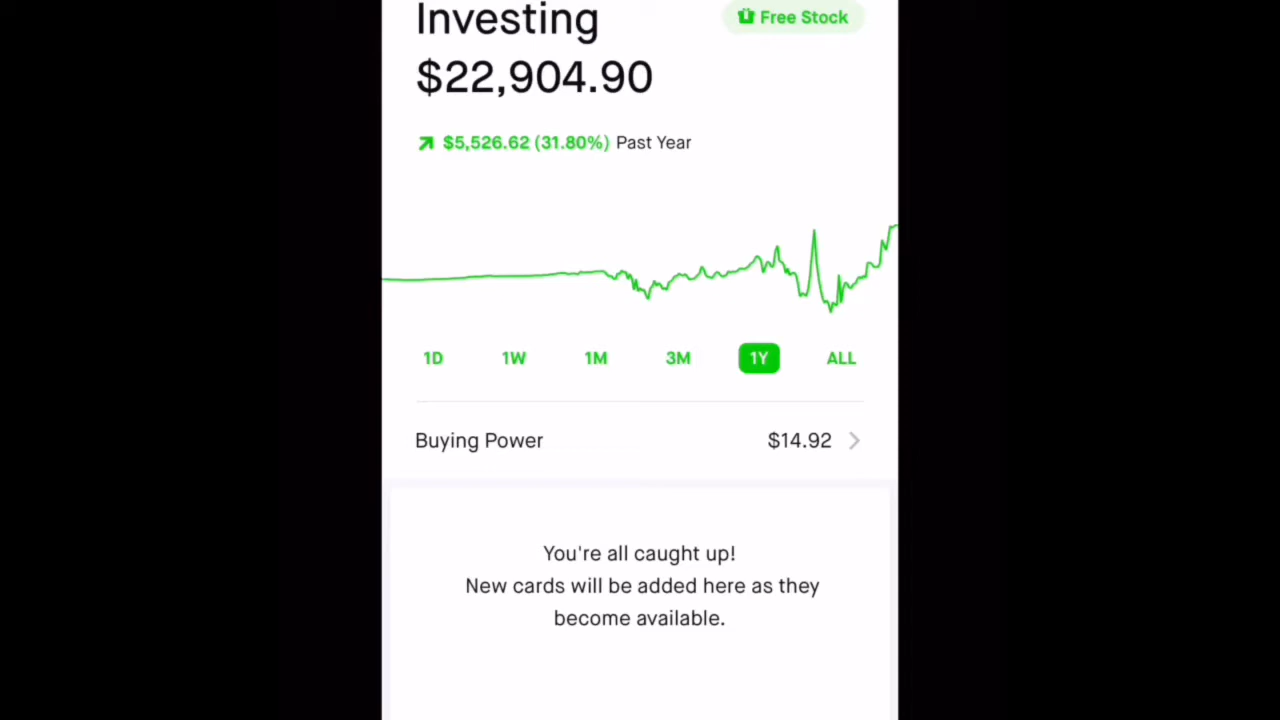 Investing
Free Stock
$22,904.90
$5,526.62 (31.80%) Past Year
1D 1W 1M 3M 1Y ALL
Buying Power $14.92
You're all caught up!
New cards will be added here as they
become available.